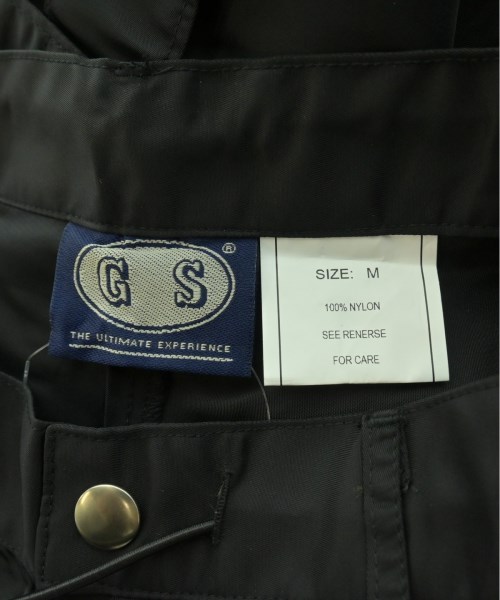 G S ®
THE ULTIMATE EXPERIENCE
SIZE: M
100% NYLON
SEE RENERSE
FOR CARE